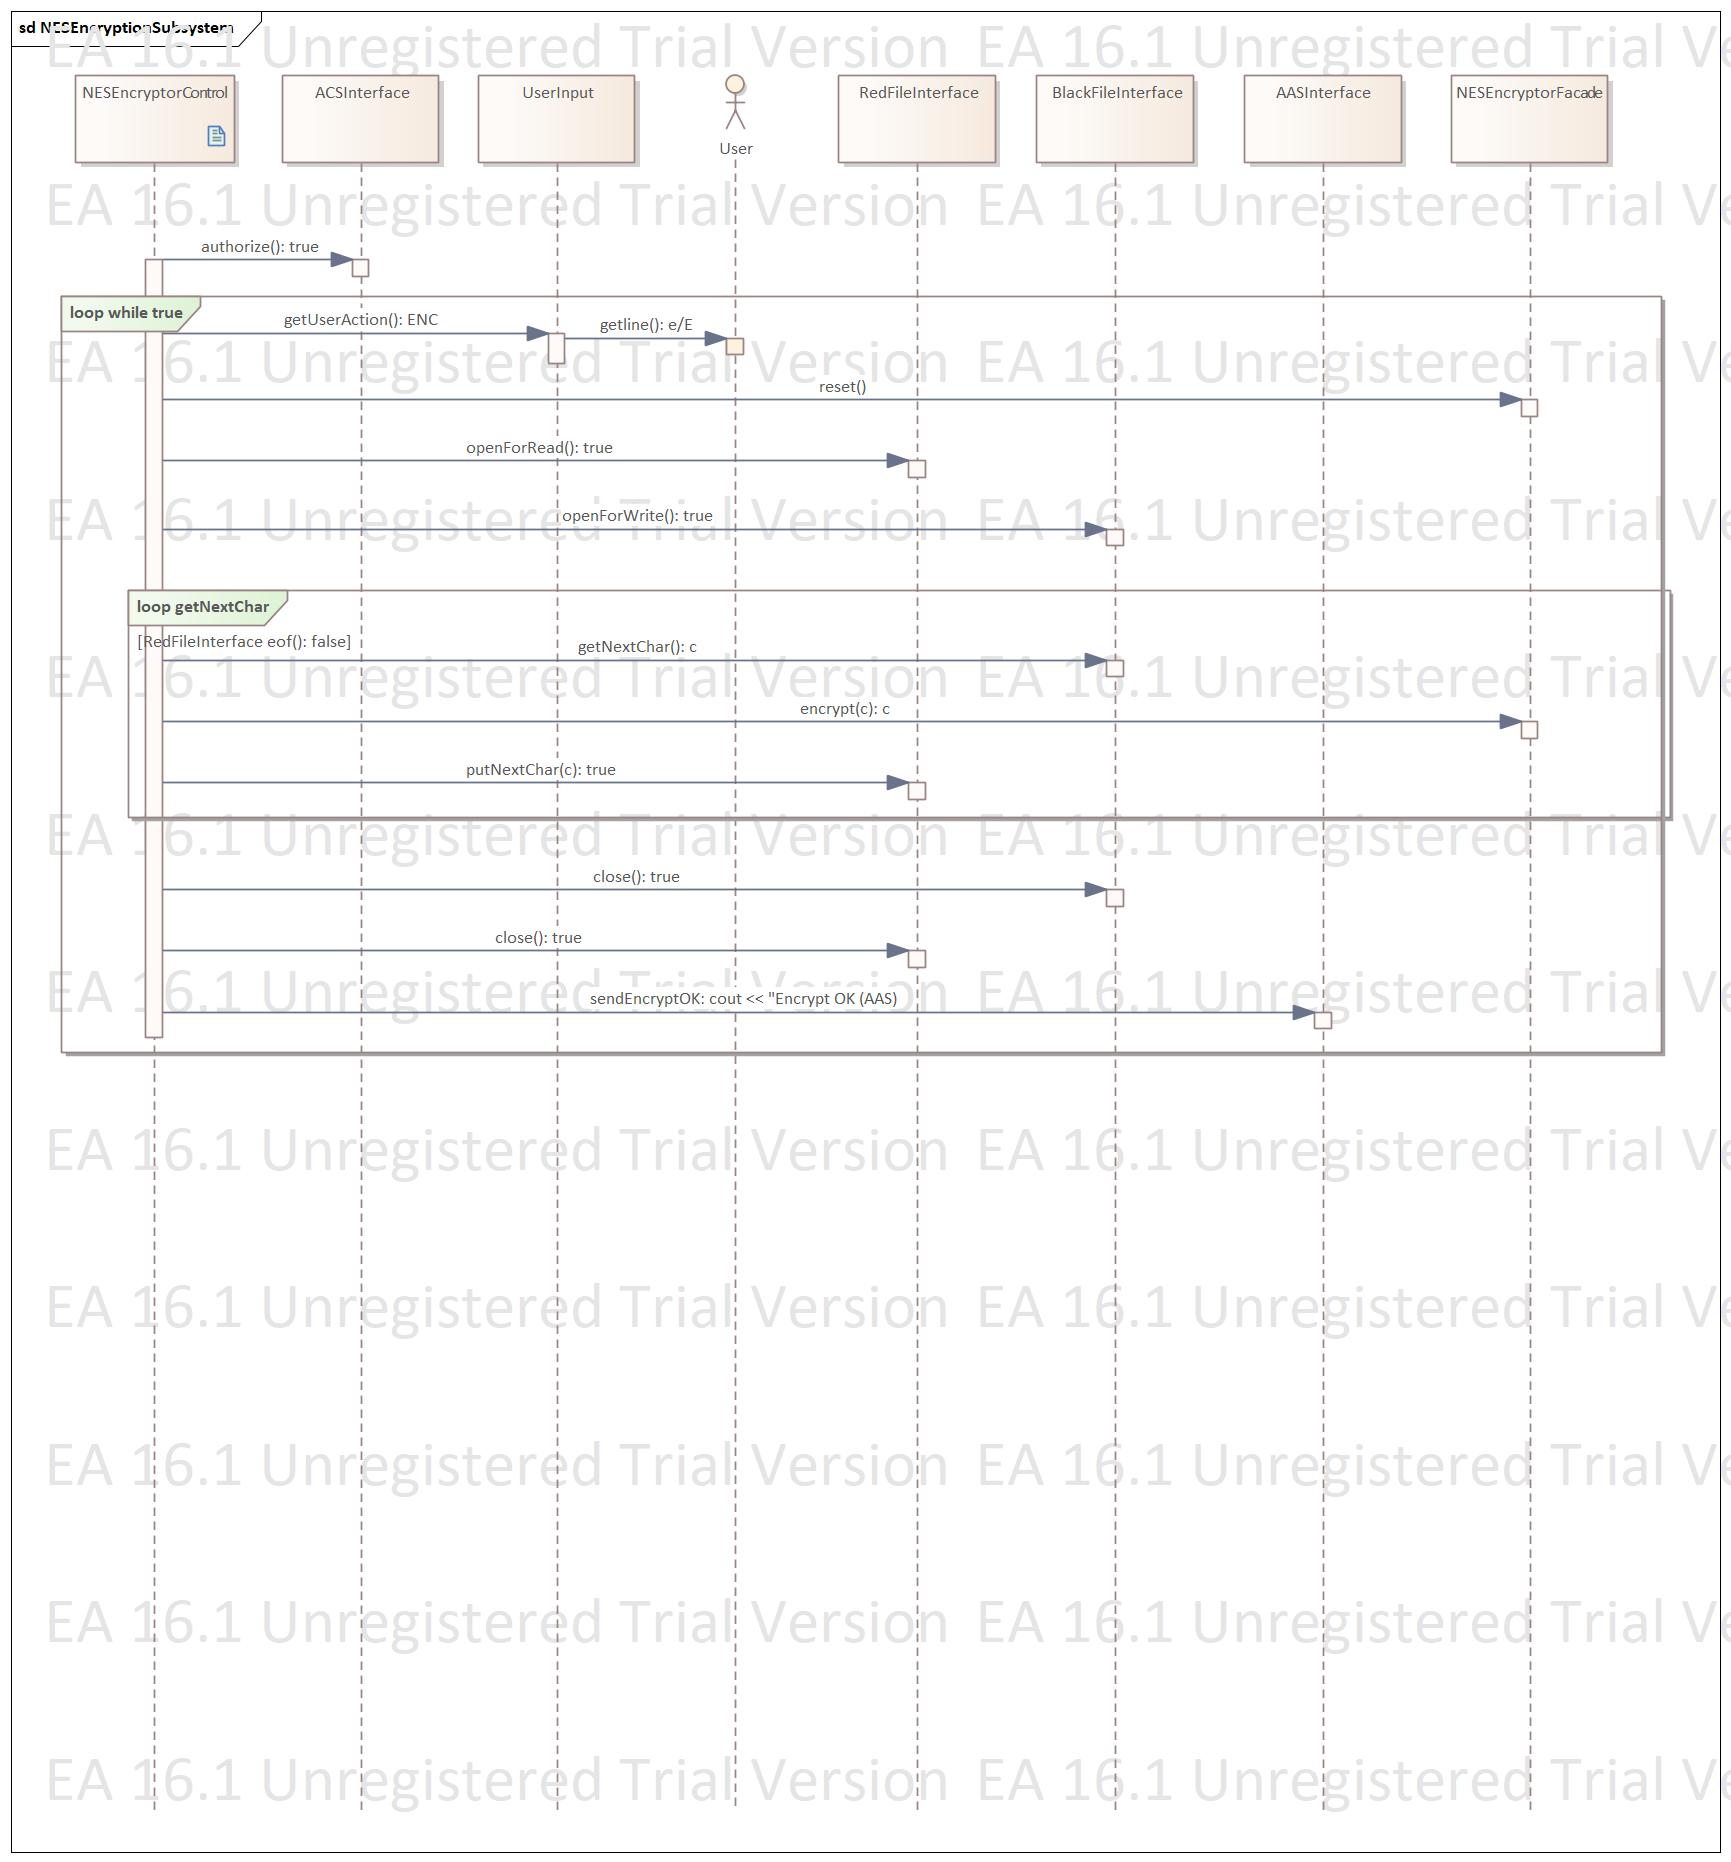 sd NESEncryptionSubsystem
EA 16.1 Unregistered Trial Version EA 16.1 Unregistered Trial Ve
NESEncryptorControl ACSInterface UserInput RedFileInterface BlackFileInterface AASInterface NESEncryptorFacade
User
EA 16.1 Unregistered Trial Version EA 16.1 Unregistered Trial Ve
authorize(): true
loop while true
getUserAction(): ENC
getline(): e/E
EA 16.1 Unregistered Trial Version EA 16.1 Unregistered Trial Ve
reset()
openForRead(): true
openForWrite(): true
EA 16.1 Unregistered Trial Version EA 16.1 Unregistered Trial Ve
loop getNextChar
[RedFileInterface eof(): false]
getNextChar(): c
EA 16.1 Unregistered Trial Version EA 16.1 Unregistered Trial Ve
encrypt(c): c
putNextChar(c): true
EA 16.1 Unregistered Trial Version EA 16.1 Unregistered Trial Ve
close(): true
close(): true
EA 16.1 Unregistered Trial Version EA 16.1 Unregistered Trial Ve
sendEncryptOK: cout << "Encrypt OK (AAS)
EA 16.1 Unregistered Trial Version EA 16.1 Unregistered Trial Ve
EA 16.1 Unregistered Trial Version EA 16.1 Unregistered Trial Ve
EA 16.1 Unregistered Trial Version EA 16.1 Unregistered Trial Ve
EA 16.1 Unregistered Trial Version EA 16.1 Unregistered Trial Ve
EA 16.1 Unregistered Trial Version EA 16.1 Unregistered Trial Ve